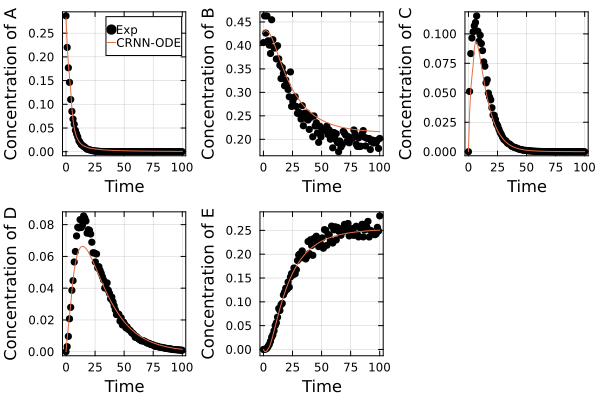 Concentration of A
0.25
0.20
0.15
0.10
0.05
0.00
Exp
CRNN-ODE
0 25 50 75 100
Time
Concentration of B
0.45
0.40
0.35
0.30
0.25
0.20
0 25 50 75 100
Time
Concentration of C
0.100
0.075
0.050
0.025
0.000
0 25 50 75 100
Time
Concentration of D
0.08
0.06
0.04
0.02
0.00
0 25 50 75 100
Time
Concentration of E
0.25
0.20
0.15
0.10
0.05
0.00
0 25 50 75 100
Time